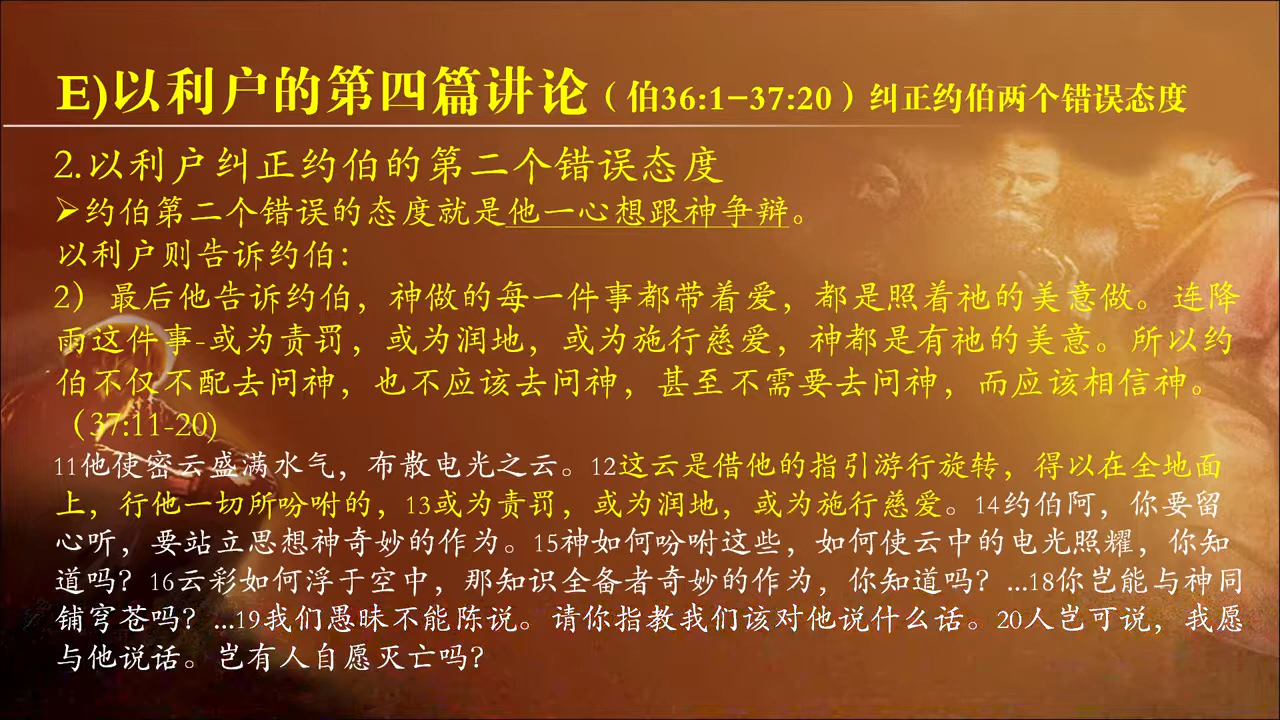 E)以利户的第四篇讲论（伯36:1-37:20）纠正约伯两个错误态度
2.以利户纠正约伯的第二个错误态度
➢约伯第二个错误的态度就是他一心想跟神争辩。
以利户则告诉约伯：
2）最后他告诉约伯，神做的每一件事都带着爱，都是照着祂的美意做。连降
雨这件事-或为责罚，或为润地，或为施行慈爱，神都是有祂的美意。所以约
伯不仅不配去问神，也不应该去问神，甚至不需要去问神，而应该相信神。
（37:11-20)
11他使密云盛满水气，布散电光之云。12这云是借他的指引游行旋转，得以在全地面
上，行他一切所吩咐的，13或为责罚，或为润地，或为施行慈爱。14约伯阿，你要留
心听，要站立思想神奇妙的作为。15神如何吩咐这些，如何使云中的电光照耀，你知
道吗？16云彩如何浮于空中，那知识全备者奇妙的作为，你知道吗？...18你岂能与神同
铺穹苍吗？...19我们愚昧不能陈说。请你指教我们该对他说什么话。20人岂可说，我愿
与他说话。岂有人自愿灭亡吗？